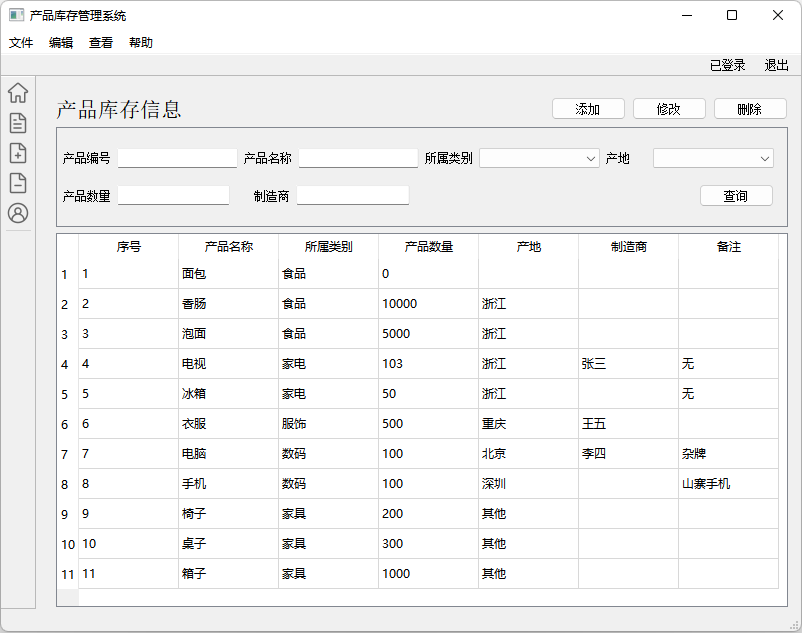 产品库存管理系统
文件 编辑 查看 帮助
已登录 退出
产品库存信息 添加 修改 删除
产品编号 产品名称 所属类别 产地
产品数量 制造商 查询
序号 产品名称 所属类别 产品数量 产地 制造商 备注
1 1 面包 食品 0
2 2 香肠 食品 10000 浙江
3 3 泡面 食品 5000 浙江
4 4 电视 家电 103 浙江 张三 无
5 5 冰箱 家电 50 浙江 无
6 6 衣服 服饰 500 重庆 王五
7 7 电脑 数码 100 北京 李四 杂牌
8 8 手机 数码 100 深圳 山寨手机
9 9 椅子 家具 200 其他
10 10 桌子 家具 300 其他
11 11 箱子 家具 1000 其他